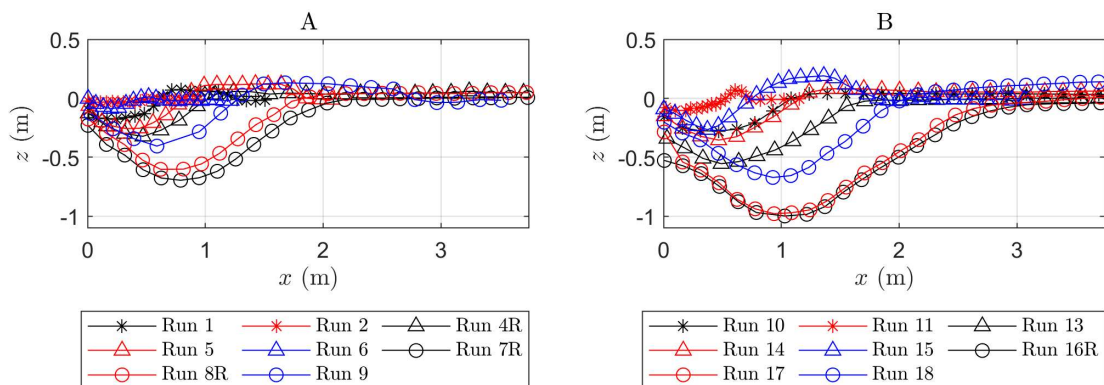 A
0.5
0
-0.5
-1
z (m)
0 1 2 3
x (m)
Run 1 Run 2 Run 4R
Run 5 Run 6 Run 7R
Run 8R Run 9
B
0.5
0
-0.5
-1
z (m)
0 1 2 3
x (m)
Run 10 Run 11 Run 13
Run 14 Run 15 Run 16R
Run 17 Run 18